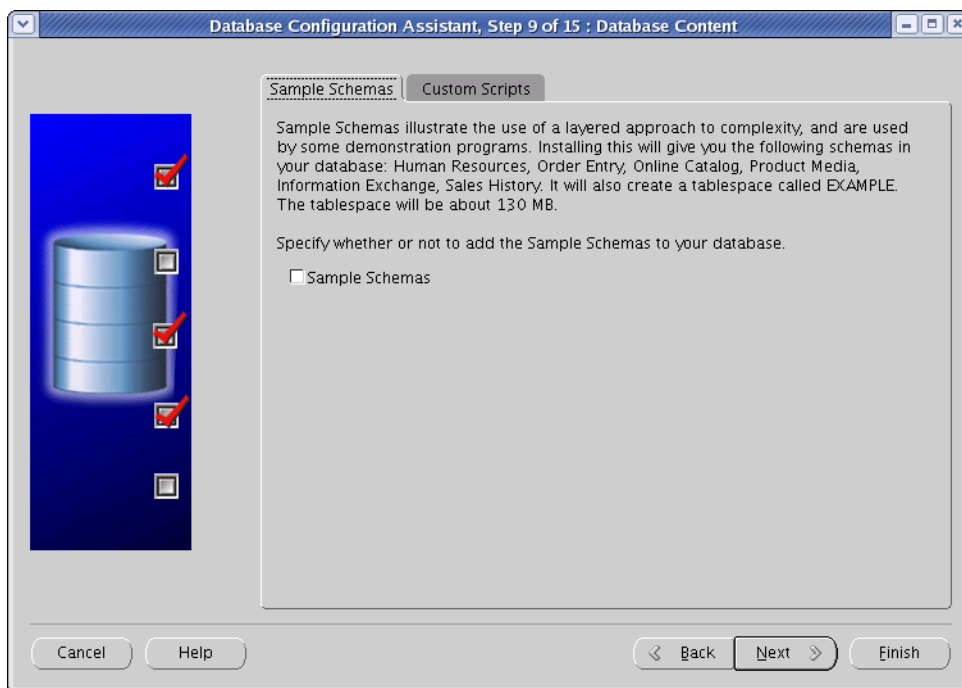 Database Configuration Assistant, Step 9 of 15 : Database Content
Sample Schemas
Custom Scripts
Sample Schemas illustrate the use of a layered approach to complexity, and are used
by some demonstration programs. Installing this will give you the following schemas in
your database: Human Resources, Order Entry, Online Catalog, Product Media,
Information Exchange, Sales History. It will also create a tablespace called EXAMPLE.
The tablespace will be about 130 MB.
Specify whether or not to add the Sample Schemas to your database.
Sample Schemas
Cancel
Help
Back
Next
Finish